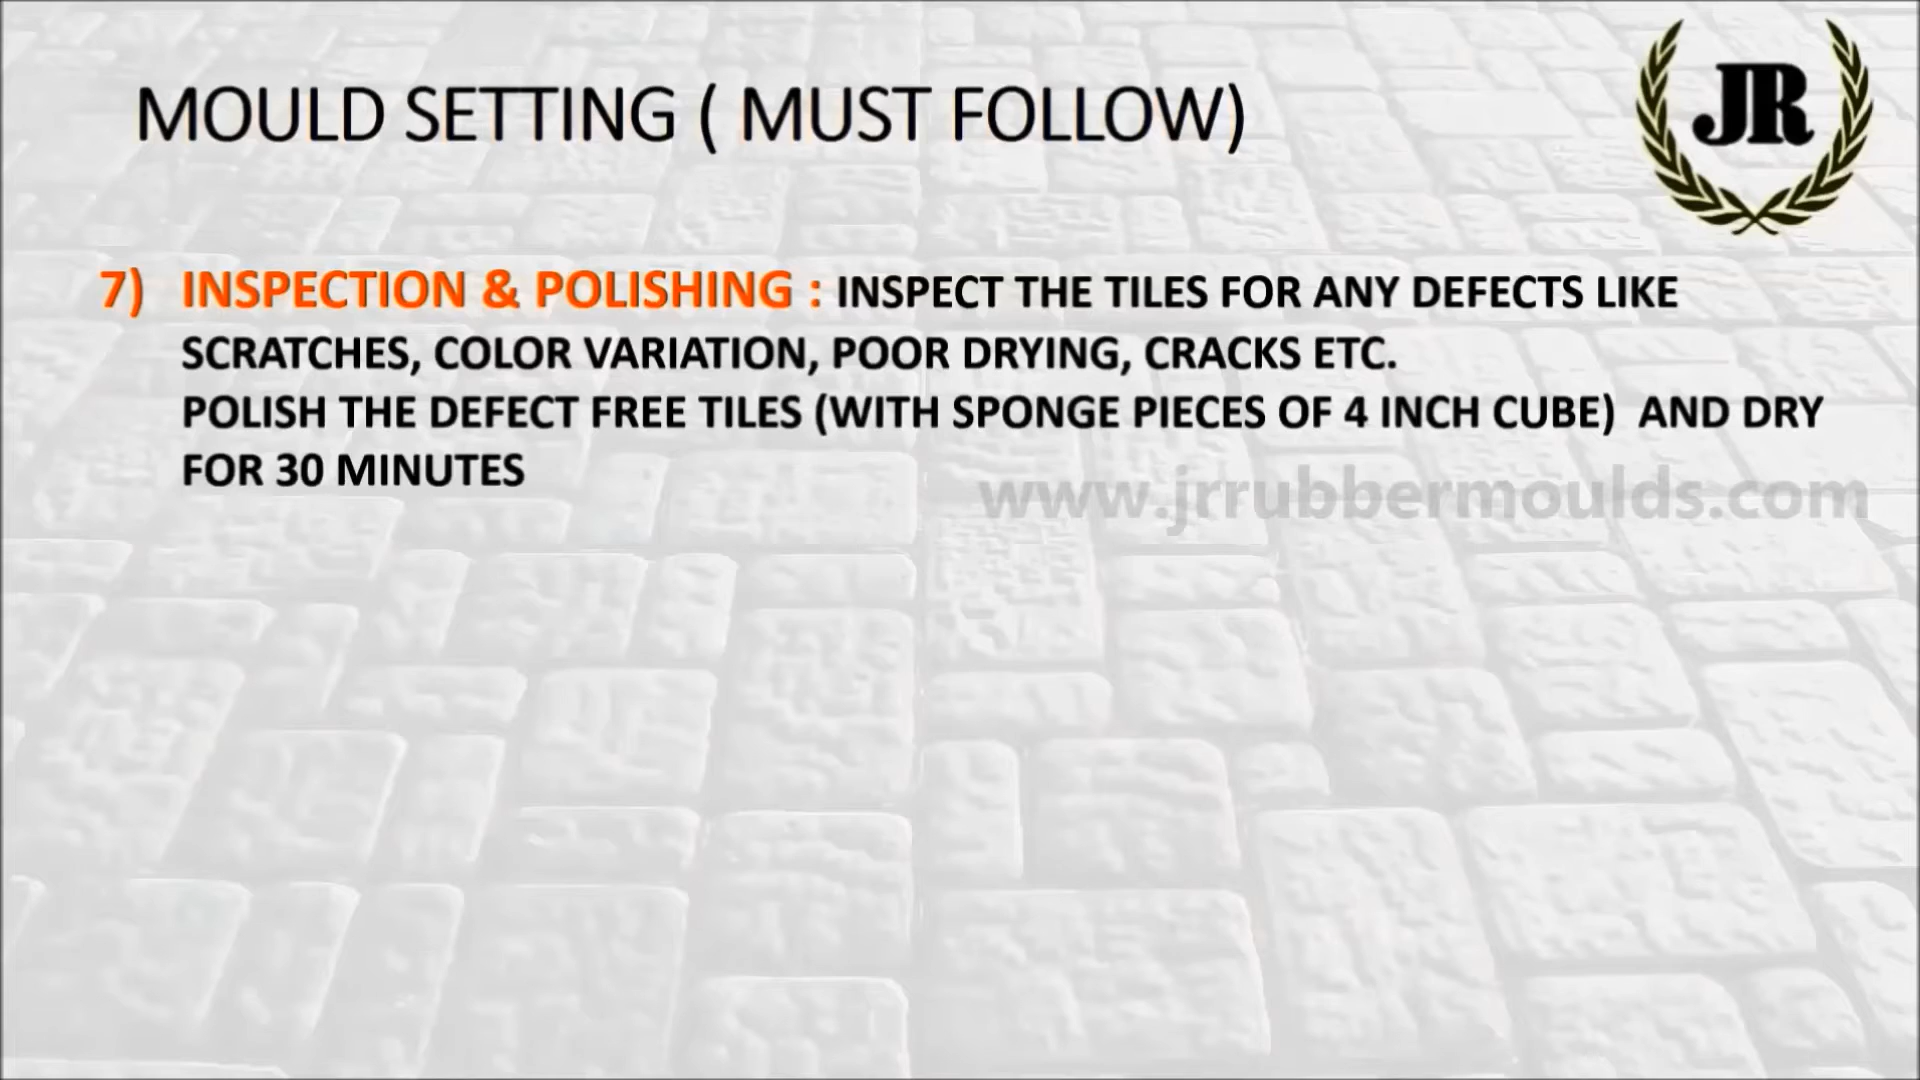 MOULD SETTING ( MUST FOLLOW)
JR
7) INSPECTION & POLISHING : INSPECT THE TILES FOR ANY DEFECTS LIKE
SCRATCHES, COLOR VARIATION, POOR DRYING, CRACKS ETC.
POLISH THE DEFECT FREE TILES (WITH SPONGE PIECES OF 4 INCH CUBE) AND DRY
FOR 30 MINUTES
www.jrrubbermoulds.com